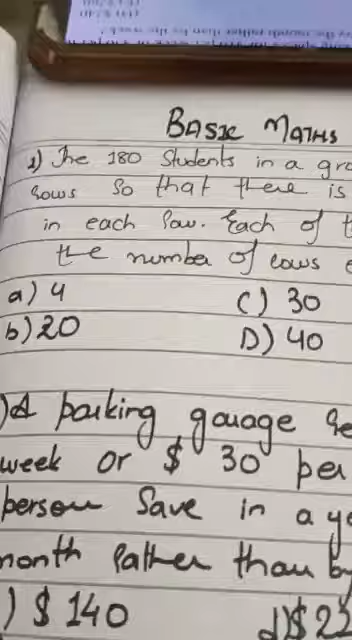 BASIC MATHS
1) The 180 Students in a gro
rows So that there is
in each row. Each of t
the number of rows
a) 4
C) 30
b) 20
D) 40
parking garage
week or $ 30 per
person Save in a ye
month rather than by
) $ 140
d) $ 2